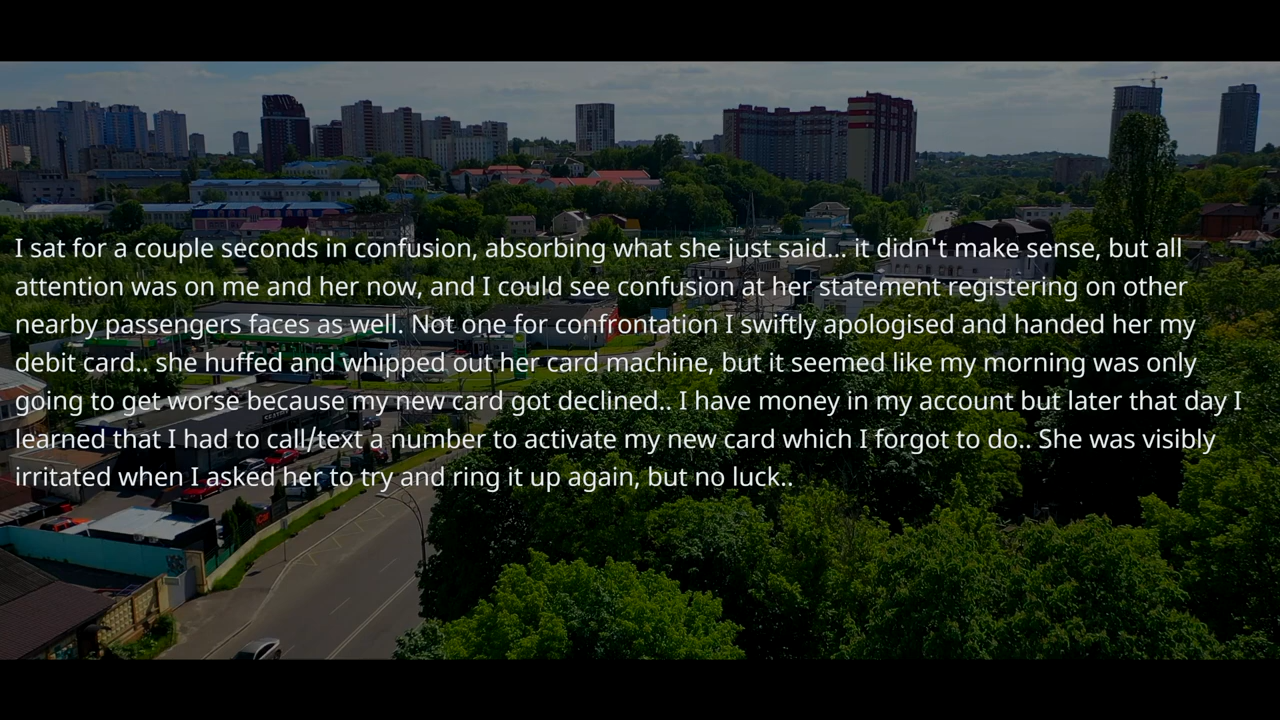 I sat for a couple seconds in confusion, absorbing what she just said... it didn't make sense, but all
attention was on me and her now, and I could see confusion at her statement registering on other
nearby passengers faces as well. Not one for confrontation I swiftly apologised and handed her my
debit card.. she huffed and whipped out her card machine, but it seemed like my morning was only
going to get worse because my new card got declined.. I have money in my account but later that day I
learned that I had to call/text a number to activate my new card which I forgot to do.. She was visibly
irritated when I asked her to try and ring it up again, but no luck..